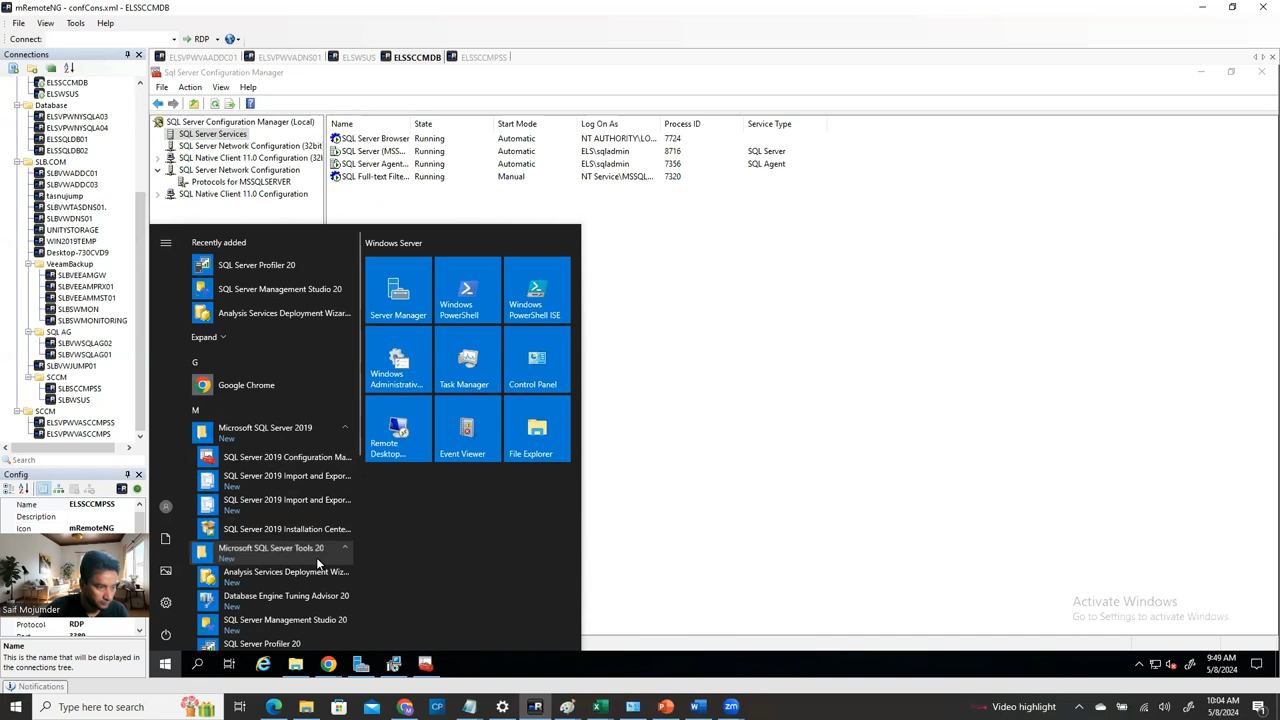 mRemoteNG - confCons.xml - ELSSCCMDB
File View Tools Help
Connect: RDP
Connections
ELSSCCMDB
ELSWSUS
Database
ELSVPWNYSQLA03
ELSVPWNYSQLA04
ELSSQLDB01
ELSSQLDB02
SLB.COM
SLBVWADDC01
SLBVWADDC03
tasnujump
SLBVWTASDNS01.
SLBVWDNS01
UNITYSTORAGE
WIN2019TEMP
Desktop-730CVD9
VeeamBackup
SLBVEEAMGW
SLBVEEAMPRX01
SLBVEEAMMST01
SLBSWMON
SLBVWSWMONITORING
SQL AG
SLBVWSQLAG02
SLBVWSQLAG01
SLBVWJUMP01
SCCM
SLBSCCMPSS
SLBWSUS
SCCM
ELSVPWVASCCMPSS
ELSVPWVASCCMPS
Search
Config
Name ELSSCCMPSS
Description
Icon mRemoteNG
Saif Mojumder
Protocol RDP
Port 3389
Name
This is the name that will be displayed in the connections tree.
Notifications
ELSVPWVAADDC01 ELSVPWVADNS01 ELSWSUS ELSSCCMDB ELSSCCMPSS
Sql Server Configuration Manager
File Action View Help
SQL Server Configuration Manager (Local)
SQL Server Services
SQL Server Network Configuration (32bit
SQL Native Client 11.0 Configuration (32l
SQL Server Network Configuration
Protocols for MSSQLSERVER
SQL Native Client 11.0 Configuration
Name State Start Mode Log On As Process ID Service Type
SQL Server Browser Running Automatic NT AUTHORITY\LO... 7724
SQL Server (MSS... Running Automatic ELS\sqladmin 8716 SQL Server
SQL Server Agent... Running Automatic ELS\sqladmin 7356 SQL Agent
SQL Full-text Filte... Running Manual NT Service\MSSQL... 7320
Recently added
SQL Server Profiler 20
SQL Server Management Studio 20
Analysis Services Deployment Wizar...
Expand
G
Google Chrome
M
Microsoft SQL Server 2019
New
SQL Server 2019 Configuration Ma...
SQL Server 2019 Import and Expor...
New
SQL Server 2019 Import and Expor...
New
SQL Server 2019 Installation Cente...
Microsoft SQL Server Tools 20
New
Analysis Services Deployment Wiz...
New
Database Engine Tuning Advisor 20
New
SQL Server Management Studio 20
New
SQL Server Profiler 20
Windows Server
Server Manager
Windows PowerShell
Windows PowerShell ISE
Windows Administrativ...
Task Manager
Control Panel
Remote Desktop...
Event Viewer
File Explorer
Activate Windows
Go to Settings to activate Windows.
9:49 AM
5/8/2024
Type here to search
Video highlight
10:04 AM
5/8/2024